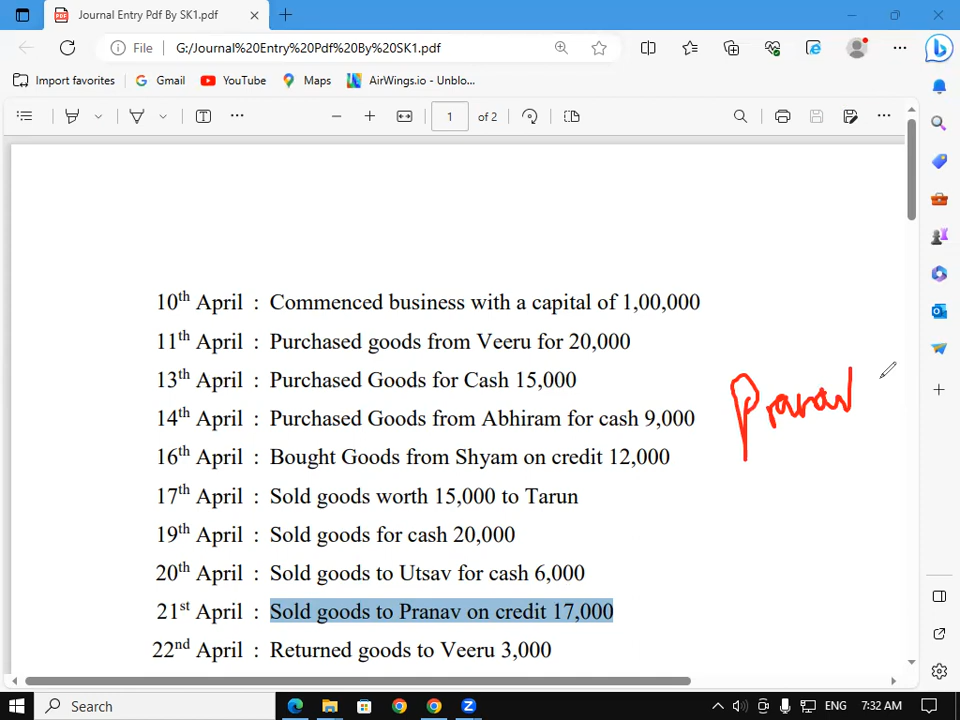 Journal Entry Pdf By SK1.pdf
File G:/Journal%20Entry%20Pdf%20By%20SK1.pdf
Import favorites Gmail YouTube Maps AirWings.io - Unblo...
1 of 2
10th April : Commenced business with a capital of 1,00,000
11th April : Purchased goods from Veeru for 20,000
13th April : Purchased Goods for Cash 15,000
14th April : Purchased Goods from Abhiram for cash 9,000
Pranav
16th April : Bought Goods from Shyam on credit 12,000
17th April : Sold goods worth 15,000 to Tarun
19th April : Sold goods for cash 20,000
20th April : Sold goods to Utsav for cash 6,000
21st April : Sold goods to Pranav on credit 17,000
22nd April : Returned goods to Veeru 3,000
Search ENG 7:32 AM